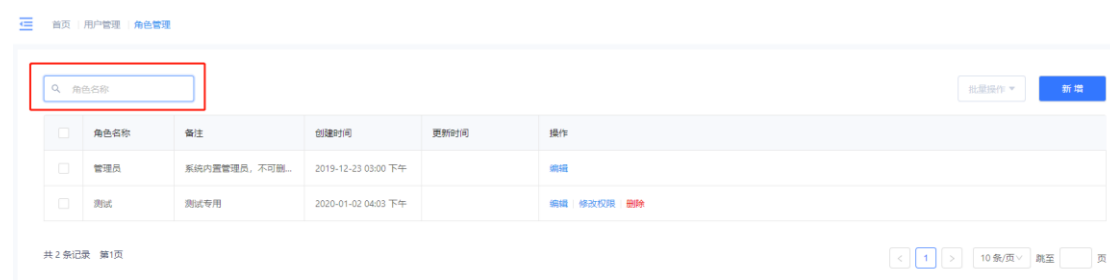 首页 用户管理 角色管理
角色名称 批量操作 新增
角色名称 备注 创建时间 更新时间 操作
管理员 系统内置管理员，不可删... 2019-12-23 03:00 下午 编辑
测试 测试专用 2020-01-02 04:03 下午 编辑 修改权限 删除
共 2 条记录 第1页 < 1 > 10 条/页 跳至 页